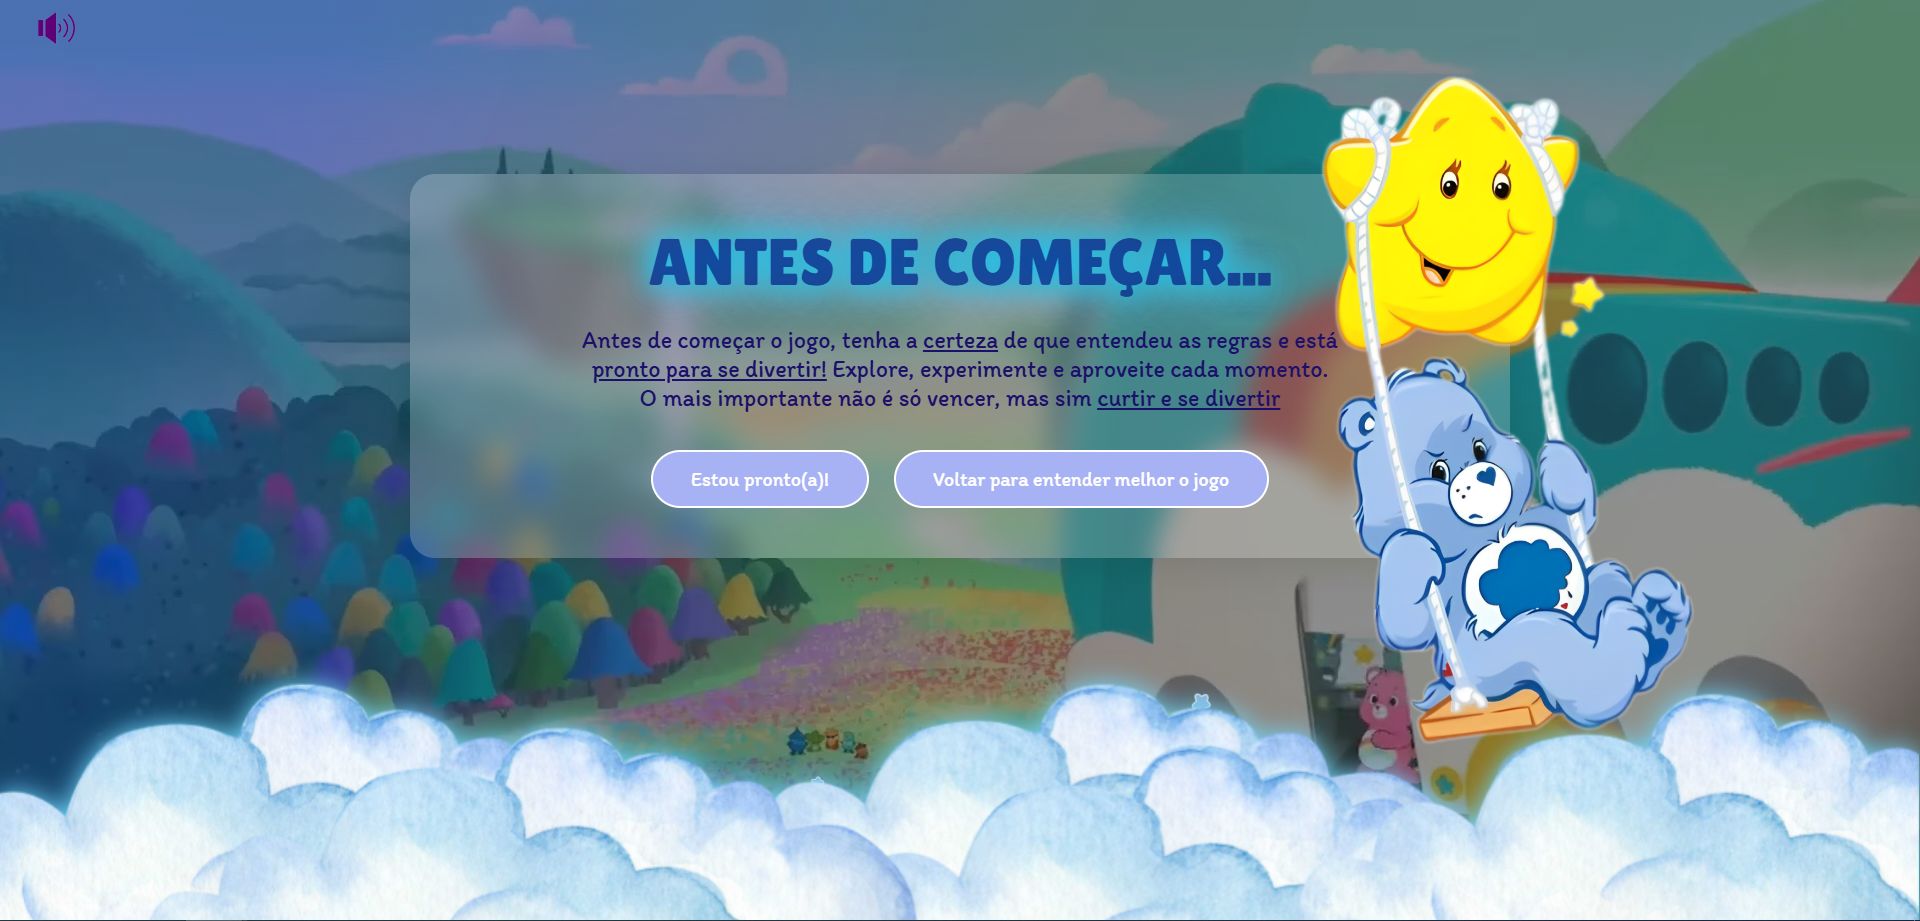 ANTES DE COMEÇAR...
Antes de começar o jogo, tenha a certeza de que entendeu as regras e está
pronto para se divertir! Explore, experimente e aproveite cada momento.
O mais importante não é só vencer, mas sim curtir e se divertir
Estou pronto(a)!
Voltar para entender melhor o jogo